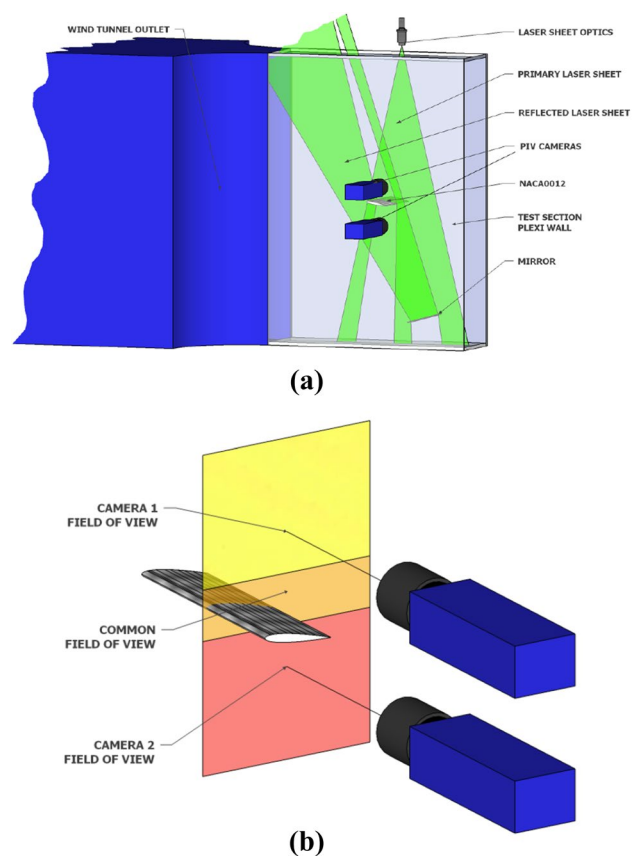 WIND TUNNEL OUTLET
LASER SHEET OPTICS
PRIMARY LASER SHEET
REFLECTED LASER SHEET
PIV CAMERAS
NACA0012
TEST SECTION
PLEXI WALL
MIRROR
(a)
CAMERA 1
FIELD OF VIEW
COMMON
FIELD OF VIEW
CAMERA 2
FIELD OF VIEW
(b)